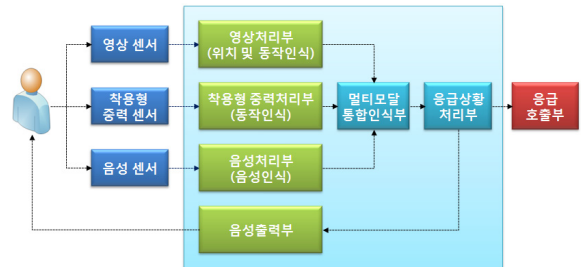 영상 센서
영상처리부
(위치 및 동작인식)
착용형
중력 센서
착용형 중력처리부
(동작인식)
멀티모달
통합인식부
응급상황
처리부
응급
호출부
음성 센서
음성처리부
(음성인식)
음성출력부